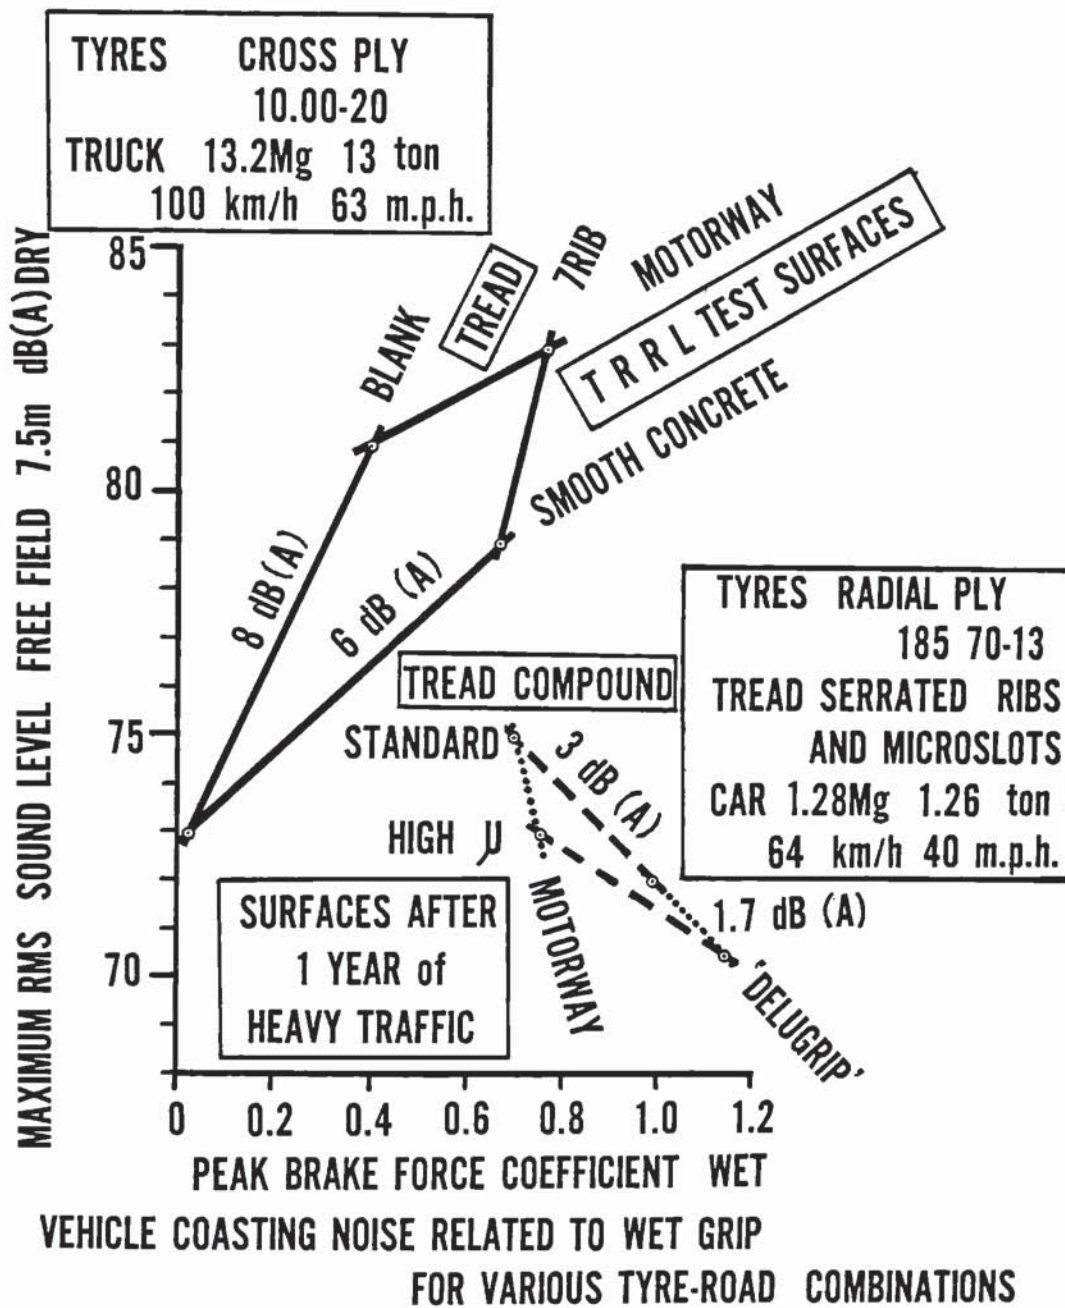 TYRES CROSS PLY
10.00-20
TRUCK 13.2Mg 13 ton
100 km/h 63 m.p.h.
MAXIMUM RMS SOUND LEVEL FREE FIELD 7.5m dB(A)DRY
85
80
75
70
BLANK
TREAD
7RIB
MOTORWAY
T R R L TEST SURFACES
SMOOTH CONCRETE
8 dB(A)
6 dB (A)
TREAD COMPOUND
STANDARD
HIGH μ
3 dB (A)
1.7 dB (A)
MOTORWAY
'DELUGRIP'
TYRES RADIAL PLY
185 70-13
TREAD SERRATED RIBS
AND MICROSLOTS
CAR 1.28Mg 1.26 ton
64 km/h 40 m.p.h.
SURFACES AFTER
1 YEAR of
HEAVY TRAFFIC
0 0.2 0.4 0.6 0.8 1.0 1.2
PEAK BRAKE FORCE COEFFICIENT WET
VEHICLE COASTING NOISE RELATED TO WET GRIP
FOR VARIOUS TYRE-ROAD COMBINATIONS